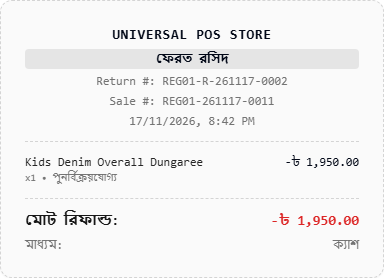 UNIVERSAL POS STORE
ফেরত রসিদ
Return #: REG01-R-261117-0002
Sale #: REG01-261117-0011
17/11/2026, 8:42 PM
Kids Denim Overall Dungaree -৳ 1,950.00
x1 • পুনর্বিক্রয়যোগ্য
মোট রিফান্ড: -৳ 1,950.00
মাধ্যম: ক্যাশ